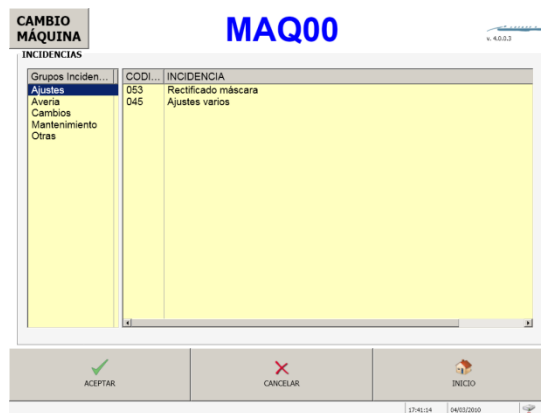 CAMBIO
MÁQUINA
MAQ00
v. 4.0.0.3
INCIDENCIAS
Grupos Inciden...
CODI... INCIDENCIA
Ajustes
053 Rectificado máscara
Averia
045 Ajustes varios
Cambios
Mantenimiento
Otras
ACEPTAR
CANCELAR
INICIO
17:41:14 04/03/2010